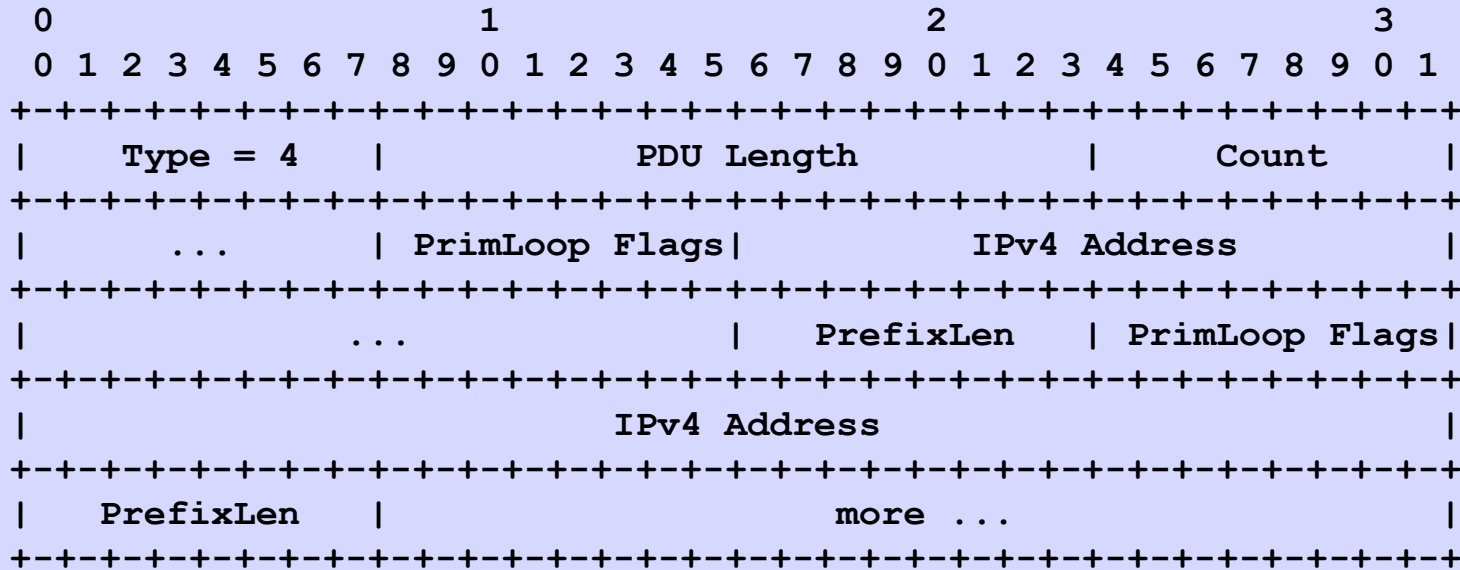 0                   1                   2                   3
0 1 2 3 4 5 6 7 8 9 0 1 2 3 4 5 6 7 8 9 0 1 2 3 4 5 6 7 8 9 0 1
+-+-+-+-+-+-+-+-+-+-+-+-+-+-+-+-+-+-+-+-+-+-+-+-+-+-+-+-+-+-+-+-+
|    Type = 4   |           PDU Length          |     Count     |
+-+-+-+-+-+-+-+-+-+-+-+-+-+-+-+-+-+-+-+-+-+-+-+-+-+-+-+-+-+-+-+-+
|      ...      | PrimLoop Flags|          IPv4 Address         |
+-+-+-+-+-+-+-+-+-+-+-+-+-+-+-+-+-+-+-+-+-+-+-+-+-+-+-+-+-+-+-+-+
|              ...              |   PrefixLen   | PrimLoop Flags|
+-+-+-+-+-+-+-+-+-+-+-+-+-+-+-+-+-+-+-+-+-+-+-+-+-+-+-+-+-+-+-+-+
|                          IPv4 Address                         |
+-+-+-+-+-+-+-+-+-+-+-+-+-+-+-+-+-+-+-+-+-+-+-+-+-+-+-+-+-+-+-+-+
|   PrefixLen   |                    more ...                   |
+-+-+-+-+-+-+-+-+-+-+-+-+-+-+-+-+-+-+-+-+-+-+-+-+-+-+-+-+-+-+-+-+